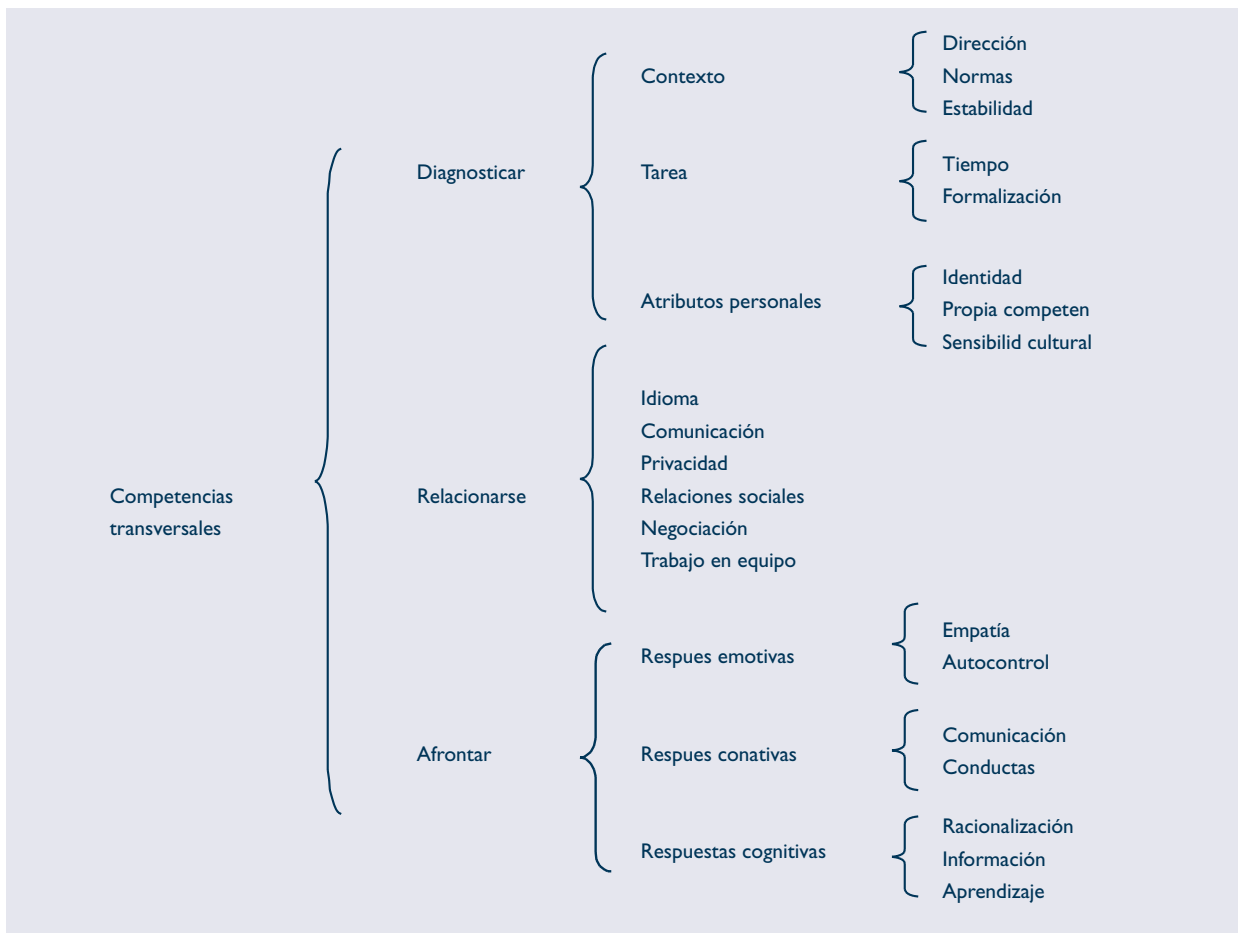 Competencias
transversales
Diagnosticar
Contexto
Dirección
Normas
Estabilidad
Tarea
Tiempo
Formalización
Atributos personales
Identidad
Propia competen
Sensibilid cultural
Relacionarse
Idioma
Comunicación
Privacidad
Relaciones sociales
Negociación
Trabajo en equipo
Afrontar
Respues emotivas
Empatía
Autocontrol
Respues conativas
Comunicación
Conductas
Respuestas cognitivas
Racionalización
Información
Aprendizaje